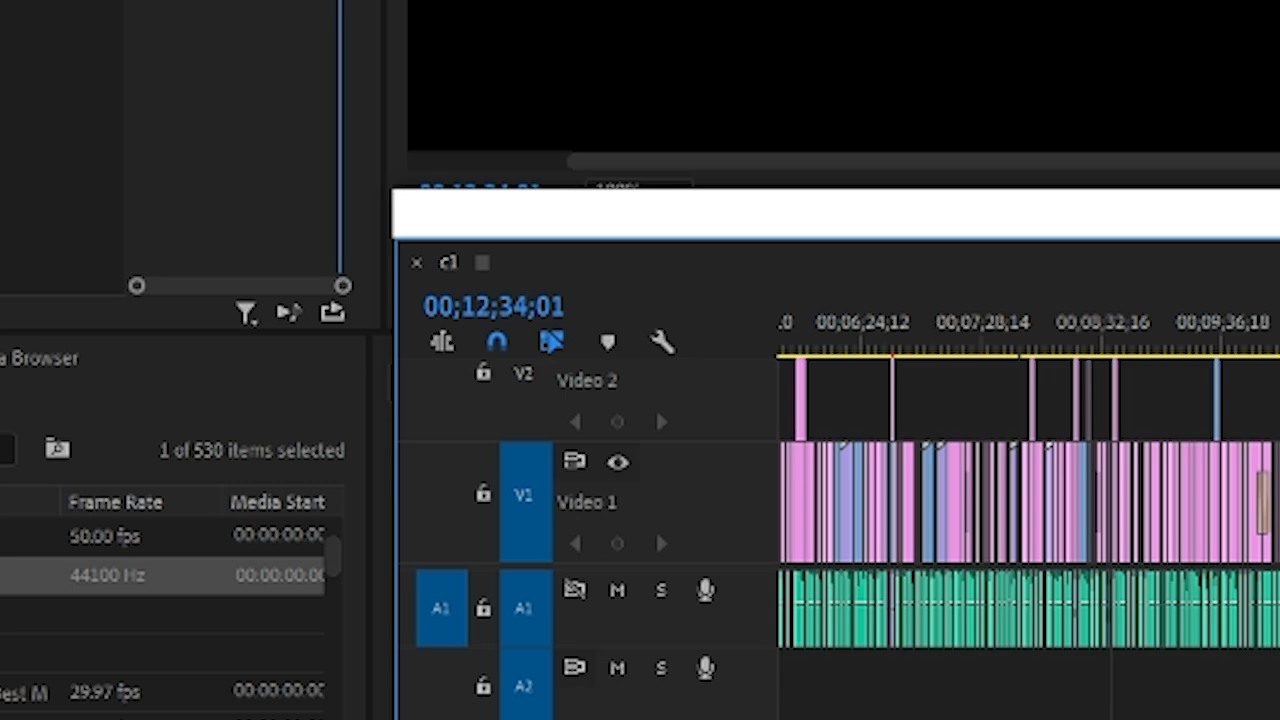 c1
00;12;34;01
.0 00;06;24;12 00;07;28;14 00;08;32;16 00;09;36;18
V2 Video 2
a Browser
1 of 530 items selected
V1 Video 1
Frame Rate Media Start
50.00 fps 00:00:00:00
44100 Hz 00:00:00:00
A1 A1 M S
A2 M S
Best M 29.97 fps 00:00:00:00